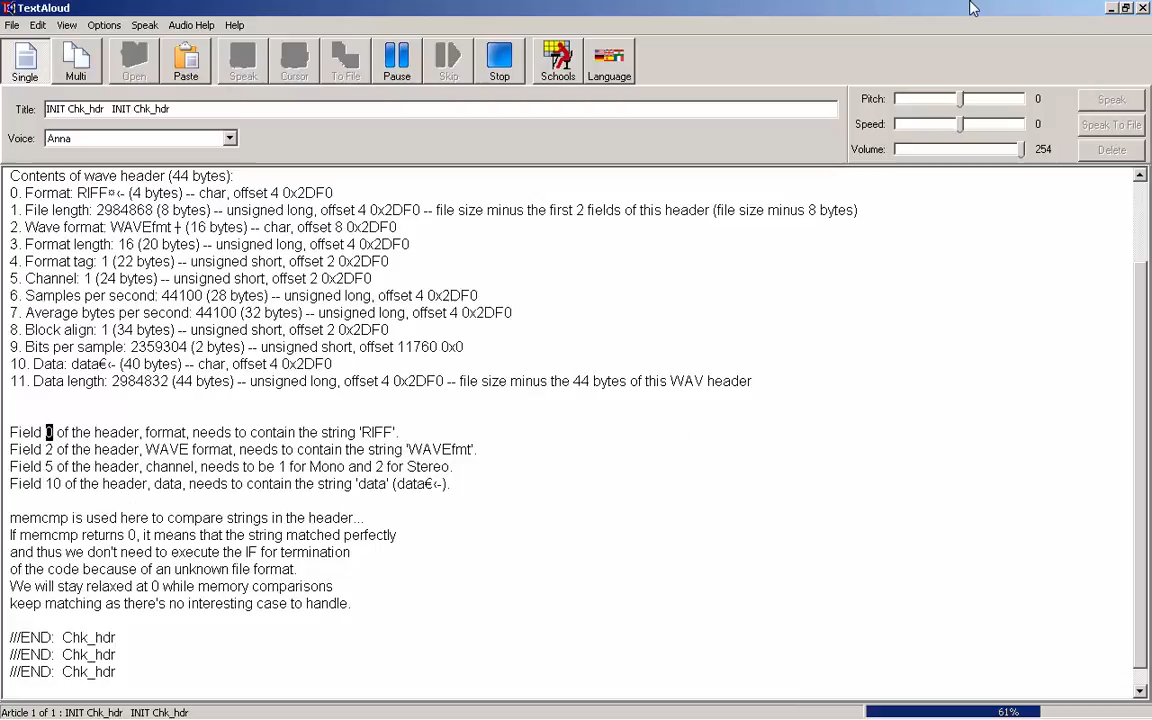 TextAloud
File Edit View Options Speak Audio Help Help
Single Multi Open Paste Speak Cursor To File Pause Skip Stop Schools Language
Title: INIT Chk_hdr INIT Chk_hdr
Voice: Anna
Pitch: 0 Speak
Speed: 0 Speak To File
Volume: 254 Delete
Contents of wave header (44 bytes):
0. Format: RIFF¤‹- (4 bytes) -- char, offset 4 0x2DF0
1. File length: 2984868 (8 bytes) -- unsigned long, offset 4 0x2DF0 -- file size minus the first 2 fields of this header (file size minus 8 bytes)
2. Wave format: WAVEfmt † (16 bytes) -- char, offset 8 0x2DF0
3. Format length: 16 (20 bytes) -- unsigned long, offset 4 0x2DF0
4. Format tag: 1 (22 bytes) -- unsigned short, offset 2 0x2DF0
5. Channel: 1 (24 bytes) -- unsigned short, offset 2 0x2DF0
6. Samples per second: 44100 (28 bytes) -- unsigned long, offset 4 0x2DF0
7. Average bytes per second: 44100 (32 bytes) -- unsigned long, offset 4 0x2DF0
8. Block align: 1 (34 bytes) -- unsigned short, offset 2 0x2DF0
9. Bits per sample: 2359304 (2 bytes) -- unsigned short, offset 11760 0x0
10. Data: data€‹- (40 bytes) -- char, offset 4 0x2DF0
11. Data length: 2984832 (44 bytes) -- unsigned long, offset 4 0x2DF0 -- file size minus the 44 bytes of this WAV header
Field 0 of the header, format, needs to contain the string 'RIFF'.
Field 2 of the header, WAVE format, needs to contain the string 'WAVEfmt'.
Field 5 of the header, channel, needs to be 1 for Mono and 2 for Stereo.
Field 10 of the header, data, needs to contain the string 'data' (data€‹-).
memcmp is used here to compare strings in the header...
If memcmp returns 0, it means that the string matched perfectly
and thus we don't need to execute the IF for termination
of the code because of an unknown file format.
We will stay relaxed at 0 while memory comparisons
keep matching as there's no interesting case to handle.
///END: Chk_hdr
///END: Chk_hdr
///END: Chk_hdr
Article 1 of 1 : INIT Chk_hdr INIT Chk_hdr
61%